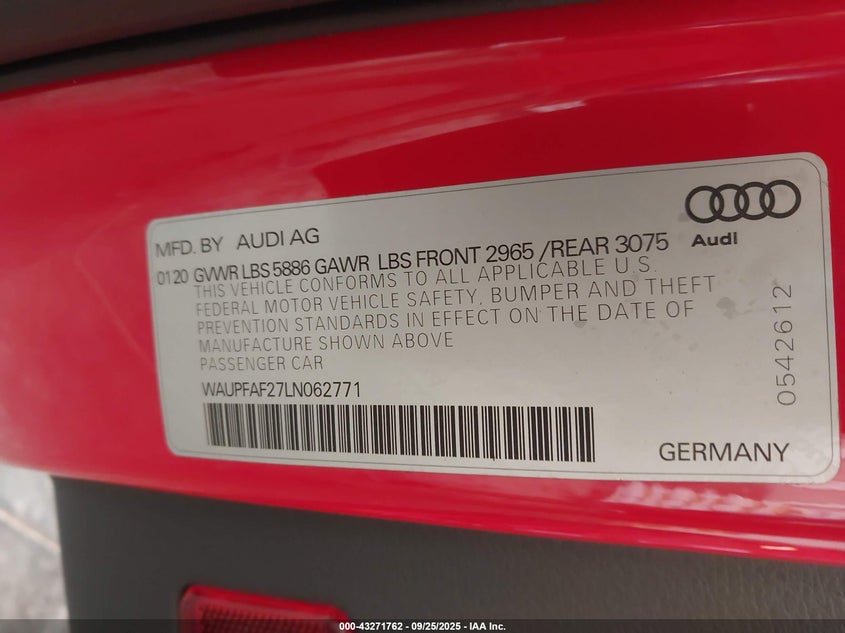 MFD. BY AUDI AG
01 20 GVWR LBS 5886 GAWR LBS FRONT 2965 /REAR 3075
THIS VEHICLE CONFORMS TO ALL APPLICABLE U.S.
FEDERAL MOTOR VEHICLE SAFETY, BUMPER AND THEFT
PREVENTION STANDARDS IN EFFECT ON THE DATE OF
MANUFACTURE SHOWN ABOVE
PASSENGER CAR
WAUPFAF27LN062771
Audi
0542612
GERMANY
000-43271762 - 09/25/2025 - IAA Inc.